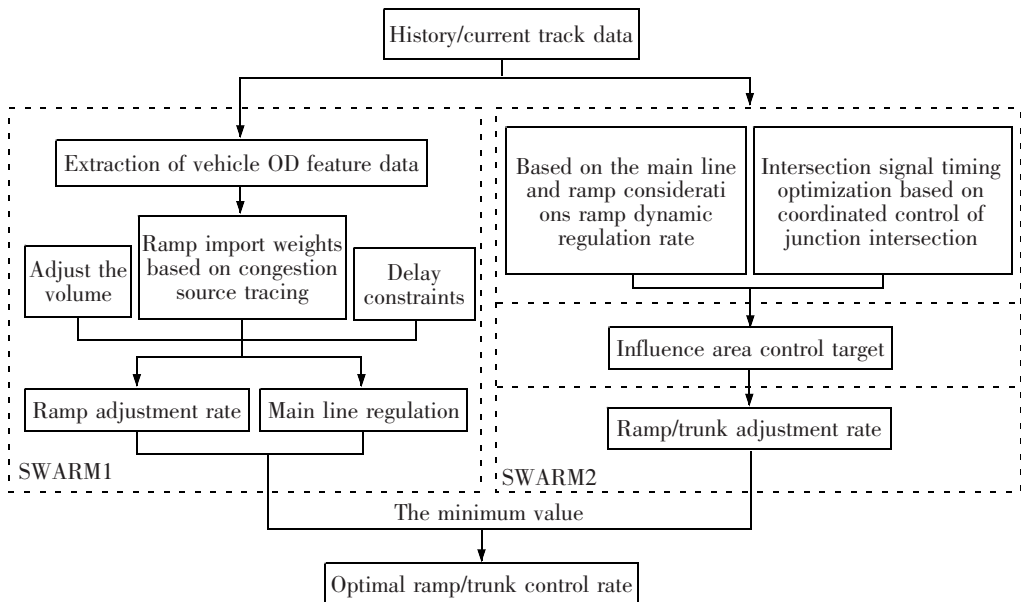 History/current track data
Extraction of vehicle OD feature data
Ramp import weights
based on congestion
source tracing
Adjust the
volume
Delay
constraints
Ramp adjustment rate
Main line regulation
SWARM1
Based on the main line
and ramp considerati
ons ramp dynamic
regulation rate
Intersection signal timing
optimization based on
coordinated control of
junction intersection
Influence area control target
Ramp/trunk adjustment rate
SWARM2
The minimum value
Optimal ramp/trunk control rate